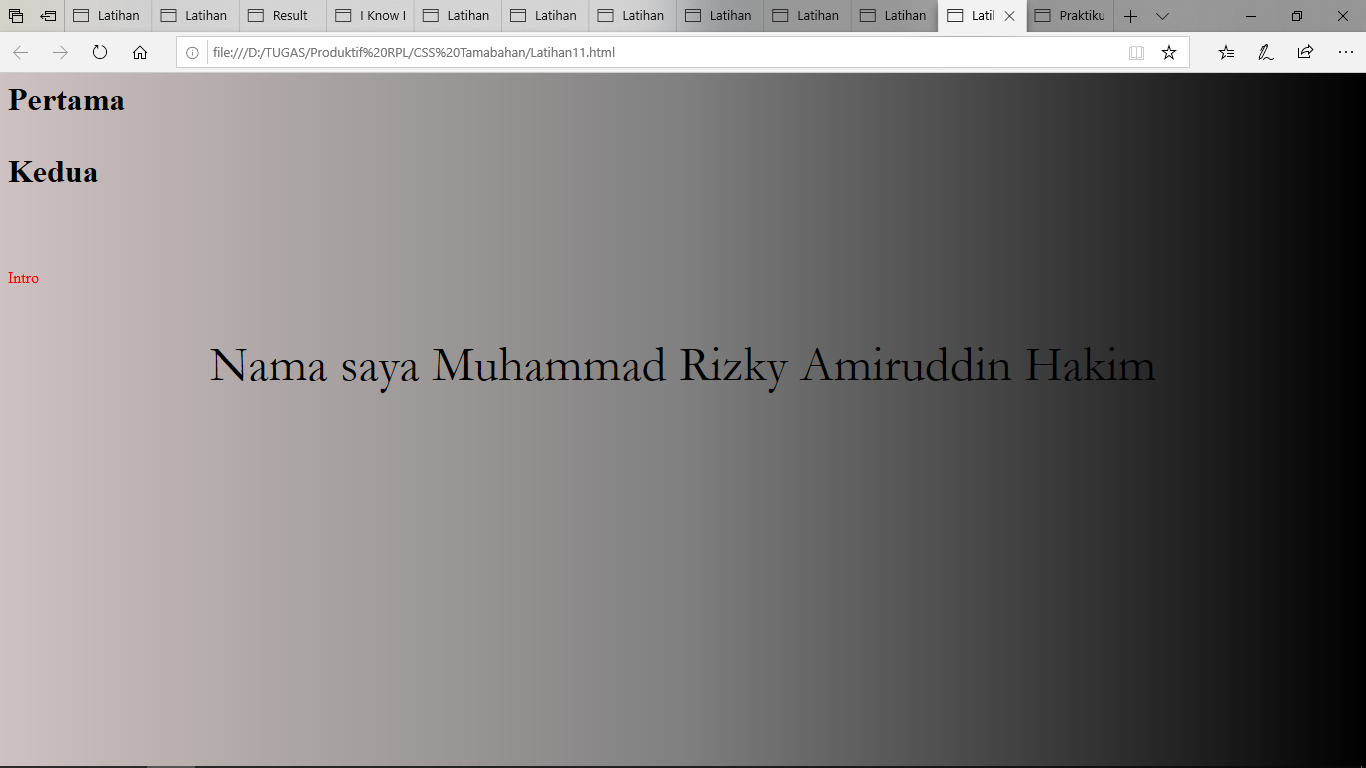 Latihan Latihan Result I Know I Latihan Latihan Latihan Latihan Latihan Latihan Lati Praktiku
file:///D:/TUGAS/Produktif%20RPL/CSS%20Tamabahan/Latihan11.html
Pertama
Kedua
Intro
Nama saya Muhammad Rizky Amiruddin Hakim